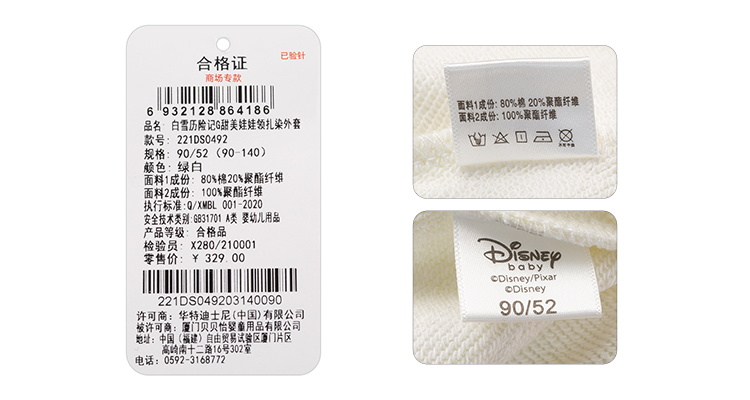 已验针
合格证
商场专款
6 932128 864186
品名: 白雪历险记G甜美娃娃领扎染外套
款号: 221DS0492
规格: 90/52 (90-140)
颜色: 绿白
面料1成份: 80%棉20%聚酯纤维
面料2成份: 100%聚酯纤维
执行标准:Q/XMBL 001-2020
安全技术类别:GB31701 A类 婴幼儿用品
产品等级: 合格品
检验员: X280/210001
零售价: ¥ 329.00
221DS049203140090
许可商: 华特迪士尼(中国)有限公司
被许可商: 厦门贝贝怡婴童用品有限公司
地址: 中国（福建）自由贸易试验区厦门片区
高崎南十二路16号302室
电话: 0592-3168772
面料1成份: 80%棉 20%聚酯纤维
面料2成份: 100%聚酯纤维
Disney
baby
©Disney/Pixar
©Disney
90/52